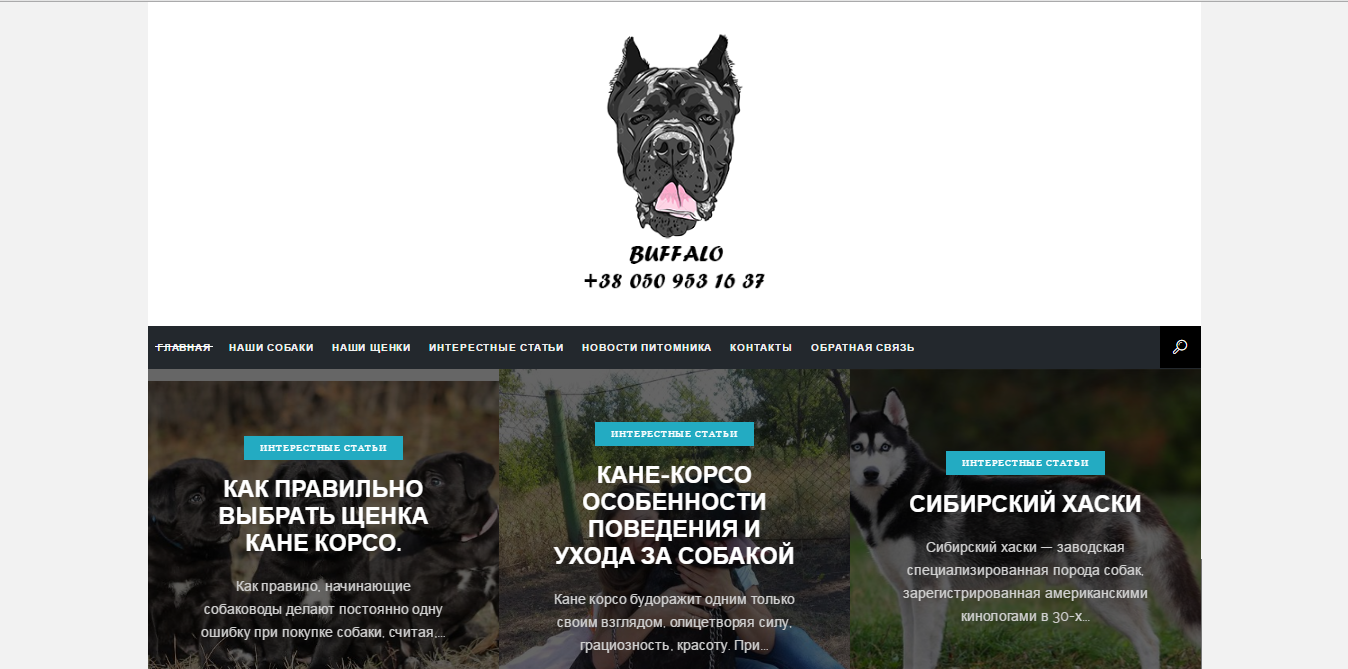 BUFFALO
+38 050 953 16 37
ГЛАВНАЯ НАШИ СОБАКИ НАШИ ЩЕНКИ ИНТЕРЕСНЫЕ СТАТЬИ НОВОСТИ ПИТОМНИКА КОНТАКТЫ ОБРАТНАЯ СВЯЗЬ
ИНТЕРЕСТНЫЕ СТАТЬИ
КАК ПРАВИЛЬНО
ВЫБРАТЬ ЩЕНКА
КАНЕ КОРСО.
Как правило, начинающие
собаководы делают постоянно одну
ошибку при покупке собаки, считая,...
ИНТЕРЕСТНЫЕ СТАТЬИ
КАНЕ-КОРСО
ОСОБЕННОСТИ
ПОВЕДЕНИЯ И
УХОДА ЗА СОБАКОЙ
Кане корсо будоражит одним только
своим взглядом, олицетворяя силу,
грациозность, красоту. При...
ИНТЕРЕСТНЫЕ СТАТЬИ
СИБИРСКИЙ ХАСКИ
Сибирский хаски — заводская
специализированная порода собак,
зарегистрированная американскими
кинологами в 30-х...